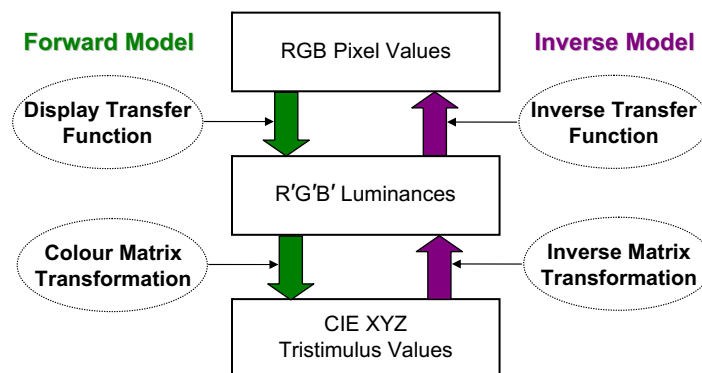 Forward Model
RGB Pixel Values
Inverse Model
Display Transfer
Function
Inverse Transfer
Function
R′G′B′ Luminances
Colour Matrix
Transformation
Inverse Matrix
Transformation
CIE XYZ
Tristimulus Values